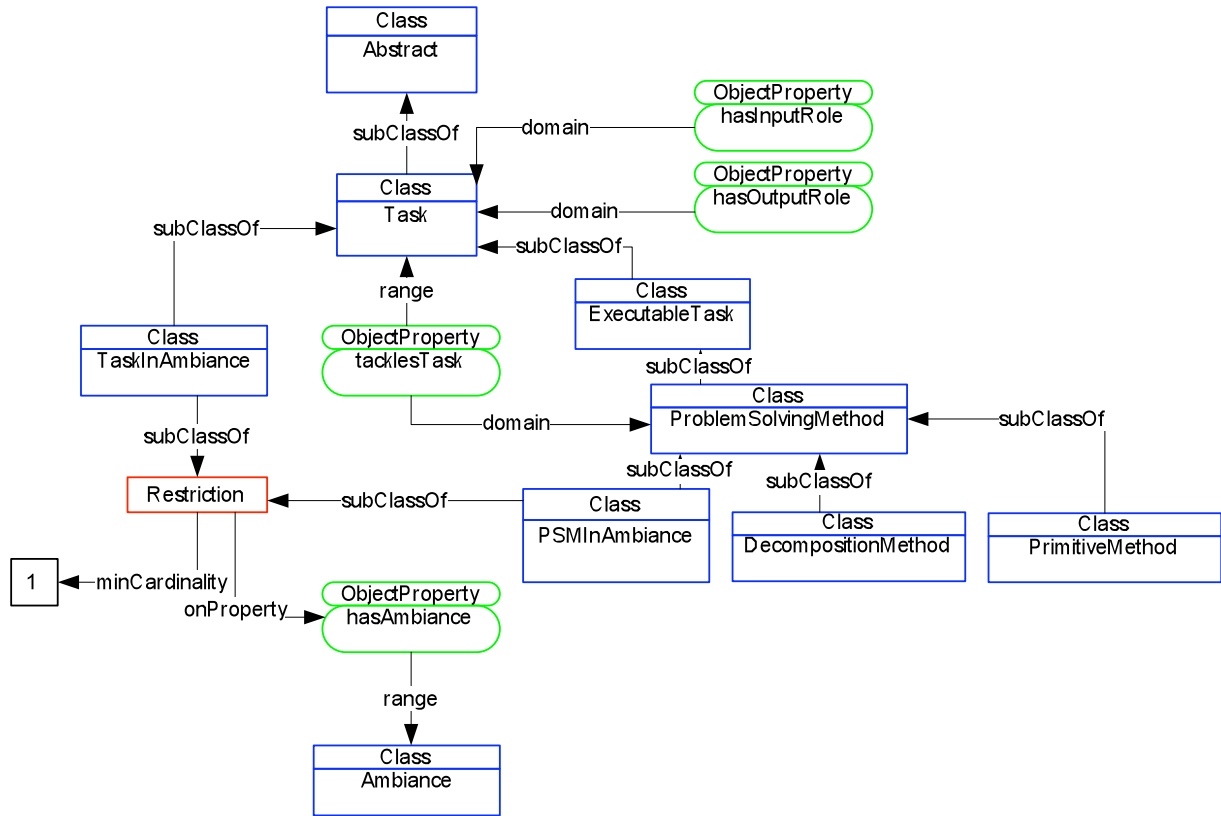 Class
Abstract
subClassOf
ObjectProperty
hasInputRole
domain
ObjectProperty
hasOutputRole
domain
Class
Task
subClassOf
subClassOf
range
Class
ExecutableTask
Class
TaskInAmbiance
ObjectProperty
tacklesTask
subClassOf
Class
ProblemSolvingMethod
domain
subClassOf
subClassOf
subClassOf
subClassOf
Restriction
subClassOf
Class
PSMInAmbiance
Class
DecompositionMethod
Class
PrimitiveMethod
1
minCardinality
onProperty
ObjectProperty
hasAmbiance
range
Class
Ambiance